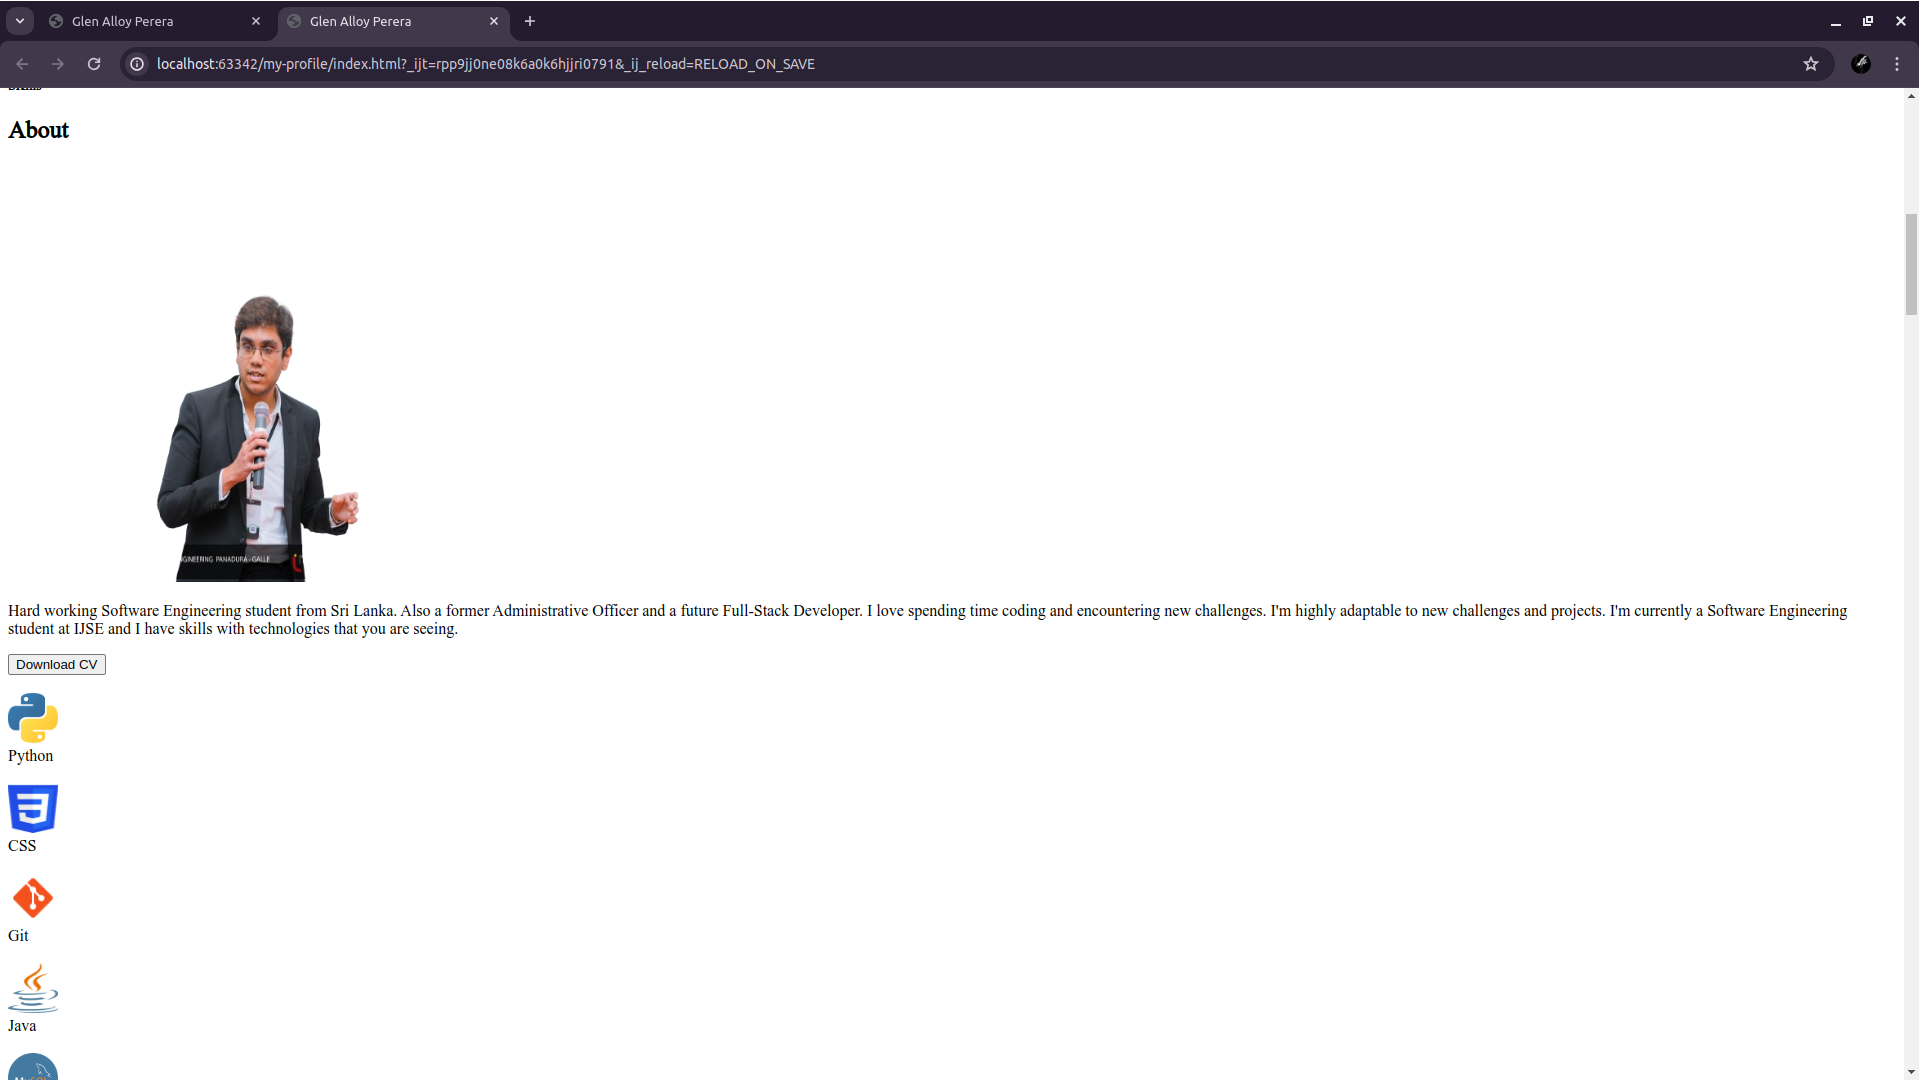 Glen Alloy Perera
Glen Alloy Perera
localhost:63342/my-profile/index.html?_ijt=rpp9jj0ne08k6a0k6hjjri0791&_ij_reload=RELOAD_ON_SAVE
Skills
About
GINEERING PANADURA - GALLE
Hard working Software Engineering student from Sri Lanka. Also a former Administrative Officer and a future Full-Stack Developer. I love spending time coding and encountering new challenges. I'm highly adaptable to new challenges and projects. I'm currently a Software Engineering
student at IJSE and I have skills with technologies that you are seeing.
Download CV
Python
CSS
Git
Java